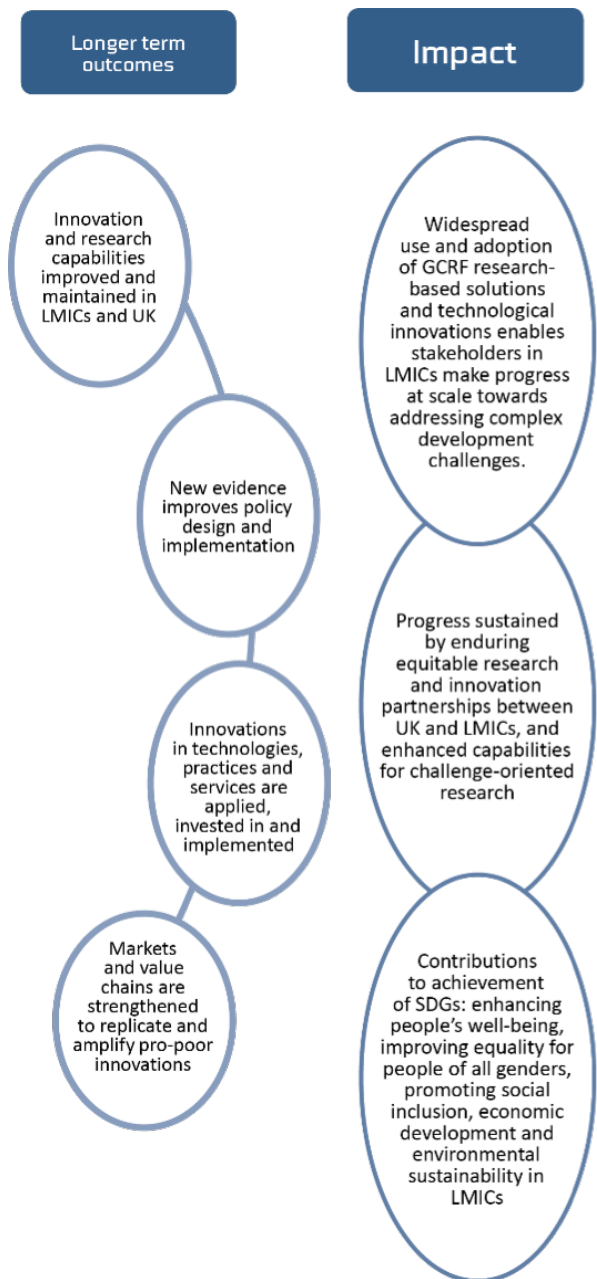 Longer term
outcomes
Innovation
and research
capabilities
improved and
maintained in
LMICs and UK
New evidence
improves policy
design and
implementation
Innovations
in technologies,
practices and
services are
applied,
invested in and
implemented
Markets
and value
chains are
strengthened
to replicate and
amplify pro-poor
innovations
Impact
Widespread
use and adoption
of GCRF research-
based solutions
and technological
innovations enables
stakeholders in
LMICs make progress
at scale towards
addressing complex
development
challenges.
Progress sustained
by enduring
equitable research
and innovation
partnerships between
UK and LMICs, and
enhanced capabilities
for challenge-oriented
research
Contributions
to achievement
of SDGs: enhancing
people’s well-being,
improving equality for
people of all genders,
promoting social
inclusion, economic
development and
environmental
sustainability in
LMICs